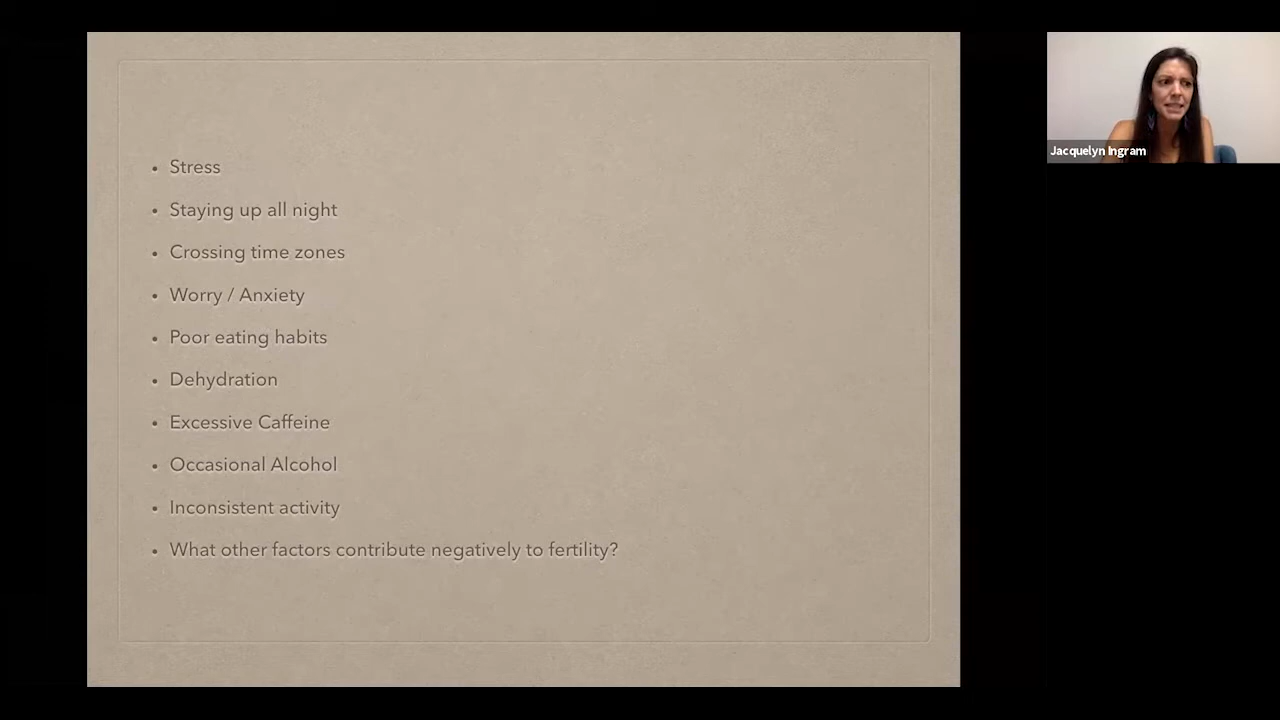 • Stress
• Staying up all night
• Crossing time zones
• Worry / Anxiety
• Poor eating habits
• Dehydration
• Excessive Caffeine
• Occasional Alcohol
• Inconsistent activity
• What other factors contribute negatively to fertility?
Jacquelyn Ingram